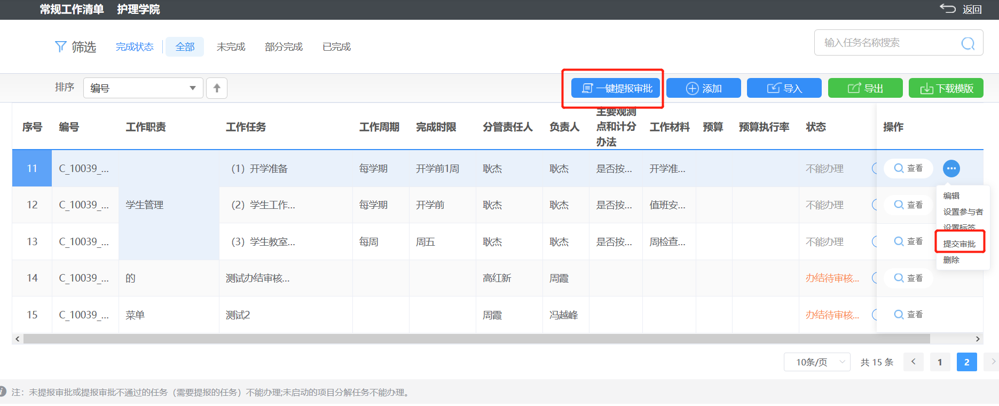 常规工作清单 护理学院 返回
筛选 完成状态 全部 未完成 部分完成 已完成 输入任务名称搜索
排序 编号 一键提报审批 添加 导入 导出 下载模版
序号 编号 工作职责 工作任务 工作周期 完成时限 分管责任人 负责人 主要观测点和计分办法 工作材料 预算 预算执行率 状态 操作
11 C_10039_... （1）开学准备 每学期 开学前1周 耿杰 耿杰 是否按... 开学准... 不能办理 查看
12 C_10039_... 学生管理 （2）学生工作... 每学期 开学前 耿杰 耿杰 是否按... 值班安... 不能办理 查看
13 C_10039_... （3）学生教室... 每周 周五 耿杰 耿杰 是否按... 周检查... 不能办理 查看
14 C_10039_... 的 测试办结审核... 高红新 周霞 办结待审核... 查看
15 C_10039_... 菜单 测试2 周霞 冯越峰 办结待审核... 查看
编辑
设置参与者
设置标签
提交审批
删除
10条/页 共 15 条 1 2
注：未提报审批或提报审批不通过的任务（需要提报的任务）不能办理;未启动的项目分解任务不能办理。